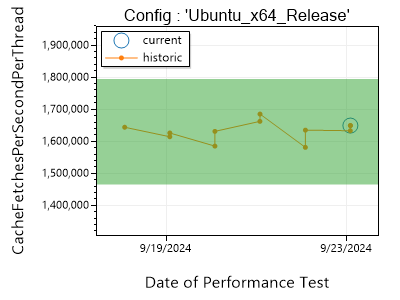 Config : 'Ubuntu_x64_Release'
current
historic
CacheFetchesPerSecondPerThread
1,900,000
1,800,000
1,700,000
1,600,000
1,500,000
1,400,000
9/19/2024
9/23/2024
Date of Performance Test